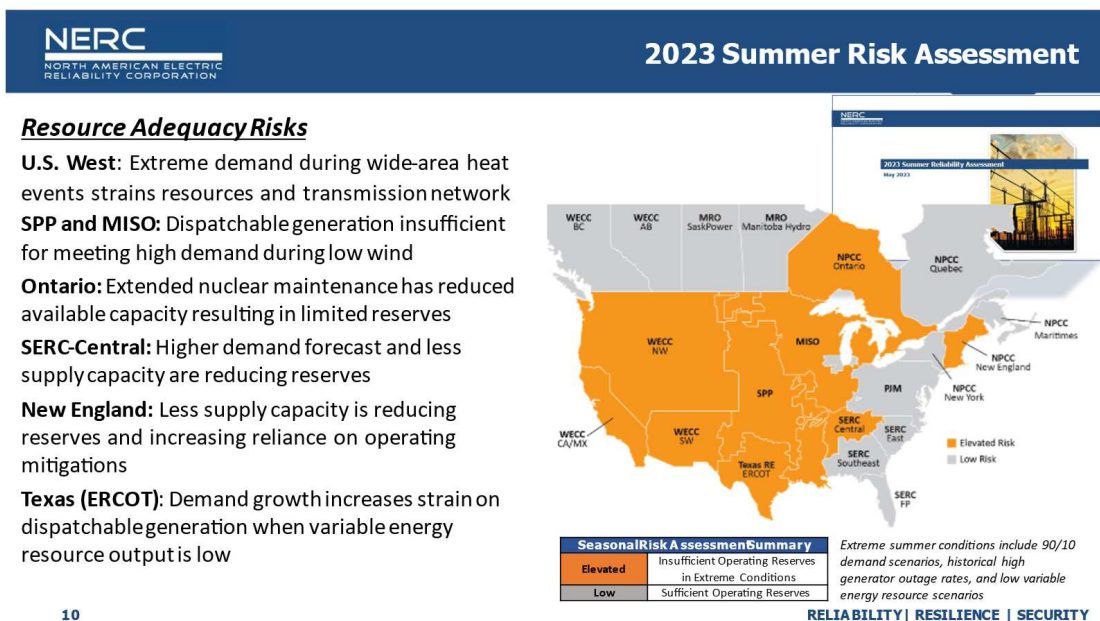 NERC
NORTH AMERICAN ELECTRIC
RELIABILITY CORPORATION
2023 Summer Risk Assessment
Resource Adequacy Risks
U.S. West: Extreme demand during wide-area heat
events strains resources and transmission network
SPP and MISO: Dispatchable generation insufficient
for meeting high demand during low wind
Ontario: Extended nuclear maintenance has reduced
available capacity resulting in limited reserves
SERC-Central: Higher demand forecast and less
supply capacity are reducing reserves
New England: Less supply capacity is reducing
reserves and increasing reliance on operating
mitigations
Texas (ERCOT): Demand growth increases strain on
dispatchable generation when variable energy
resource output is low
NERC
2023 Summer Reliability Assessment
May 2023
WECC
BC
WECC
AB
MRO
SaskPower
MRO
Manitoba Hydro
NPCC
Ontario
NPCC
Quebec
NPCC
Maritimes
NPCC
New England
NPCC
New York
WECC
NW
MISO
SPP
PJM
WECC
CA/MX
WECC
SW
SERC
Central
SERC
East
SERC
Southeast
Texas RE
ERCOT
SERC
FP
Elevated Risk
Low Risk
Seasonal Risk Assessment Summary
Elevated
Insufficient Operating Reserves
in Extreme Conditions
Low
Sufficient Operating Reserves
Extreme summer conditions include 90/10
demand scenarios, historical high
generator outage rates, and low variable
energy resource scenarios
10
RELIABILITY | RESILIENCE | SECURITY